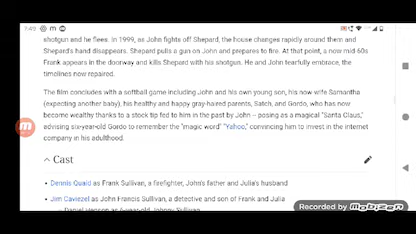 7:49
shotgun and he flees. In 1999, as John fights off Shepard, the house changes rapidly around them and
Shepard's hand disappears. Shepard pulls a gun on John and prepares to fire. At that point, a now mid 60s
Frank appears in the doorway and kills Shepard with his shotgun. He and John tearfully embrace, the
timelines now repaired.
The film concludes with a softball game including John and his own young son, his now wife Samantha
(expecting another baby), his healthy and happy gray-haired parents, Satch, and Gordo, who has now
become wealthy thanks to a stock tip fed to him in the past by John – posing as a magical "Santa Claus,"
advising six-year-old Gordo to remember the "magic word" "Yahoo," convincing him to invest in the internet
company in his adulthood.
Cast
• Dennis Quaid as Frank Sullivan, a firefighter, John's father and Julia's husband
• Jim Caviezel as John Francis Sullivan, a detective and son of Frank and Julia
Recorded by Mobizen